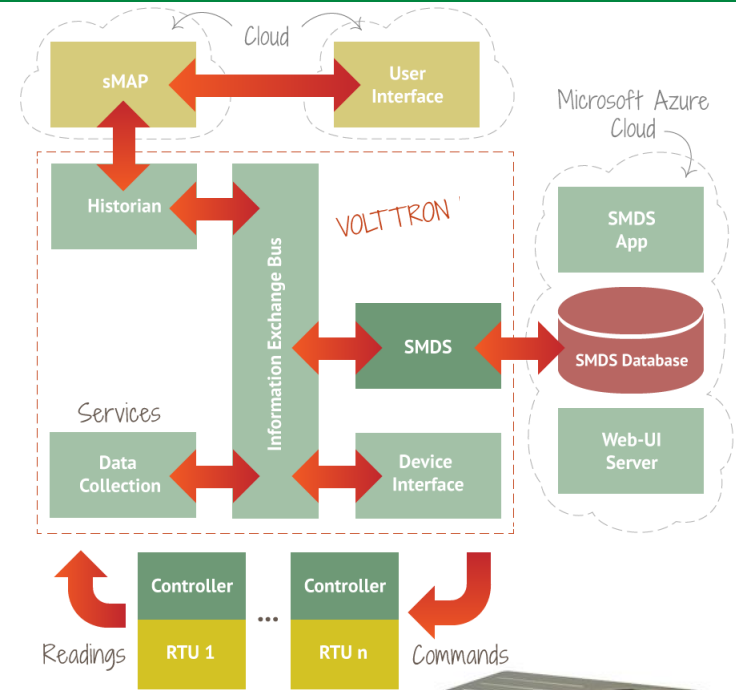 Cloud
sMAP
User
Interface
Microsoft Azure
Cloud
Historian
VOLTTRON
SMDS
App
Information Exchange Bus
SMDS
SMDS Database
Services
Data
Collection
Device
Interface
Web-UI
Server
Controller
...
Controller
RTU 1
RTU n
Readings
Commands